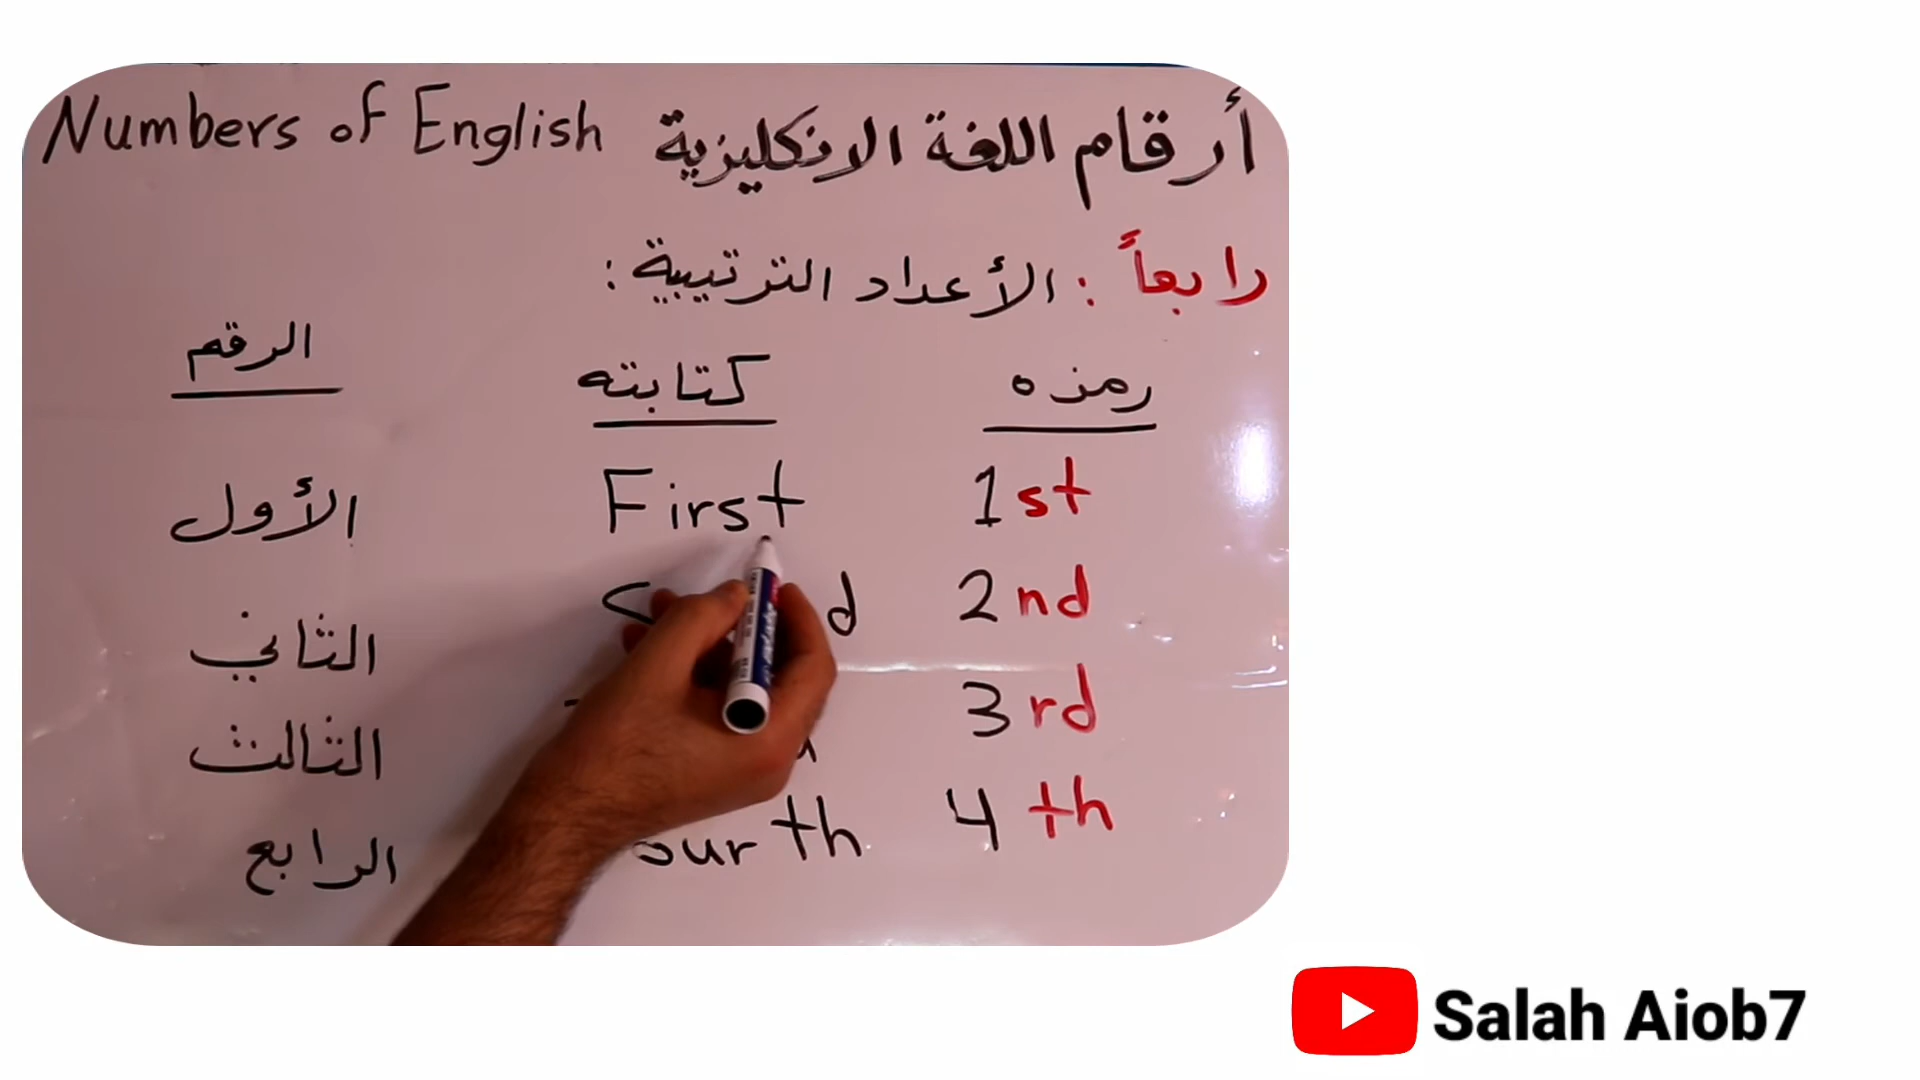 Numbers of English أرقام اللغة الانكليزية
رابعاً : الأعداد الترتيبية :
رمزه كتابته الرقم
1st First الأول
2nd الثاني
3rd الثالث
4th الرابع
Salah Aiob7